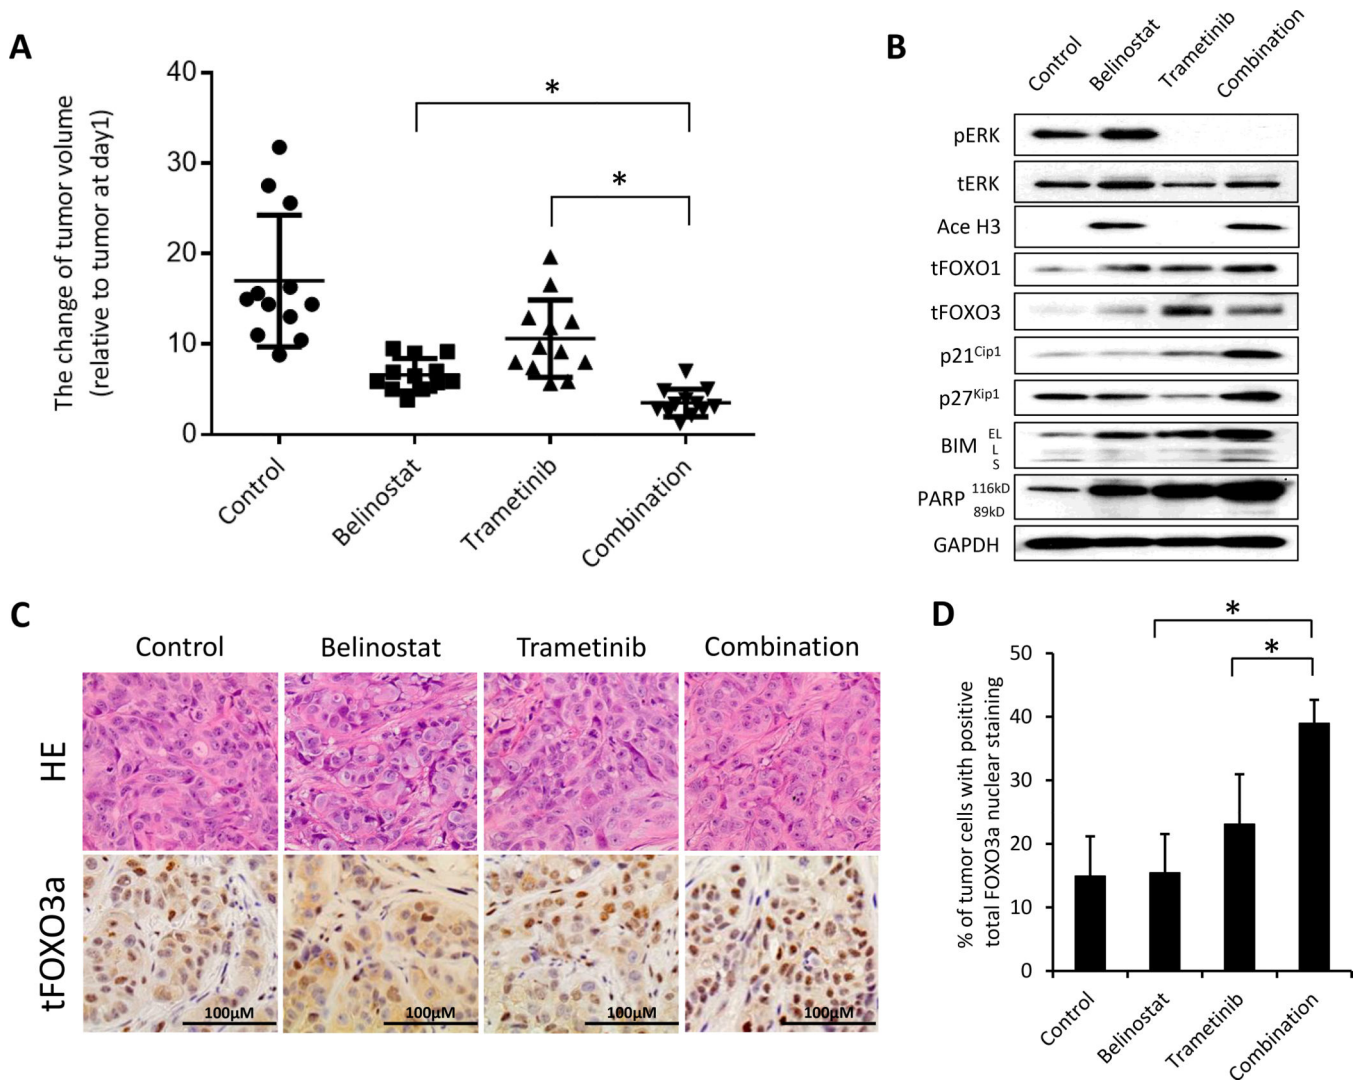 A
The change of tumor volume
(relative to tumor at day1)
40
30
20
10
0
*
*
Control
Belinostat
Trametinib
Combination
B
Control
Belinostat
Trametinib
Combination
pERK
tERK
Ace H3
tFOXO1
tFOXO3
p21Cip1
p27Kip1
BIM EL
L
S
PARP 116kD
89kD
GAPDH
C
Control Belinostat Trametinib Combination
HE
tFOXO3a
100μM 100μM 100μM 100μM
D
% of tumor cells with positive
total FOXO3a nuclear staining
50
40
30
20
10
0
*
*
Control
Belinostat
Trametinib
Combination